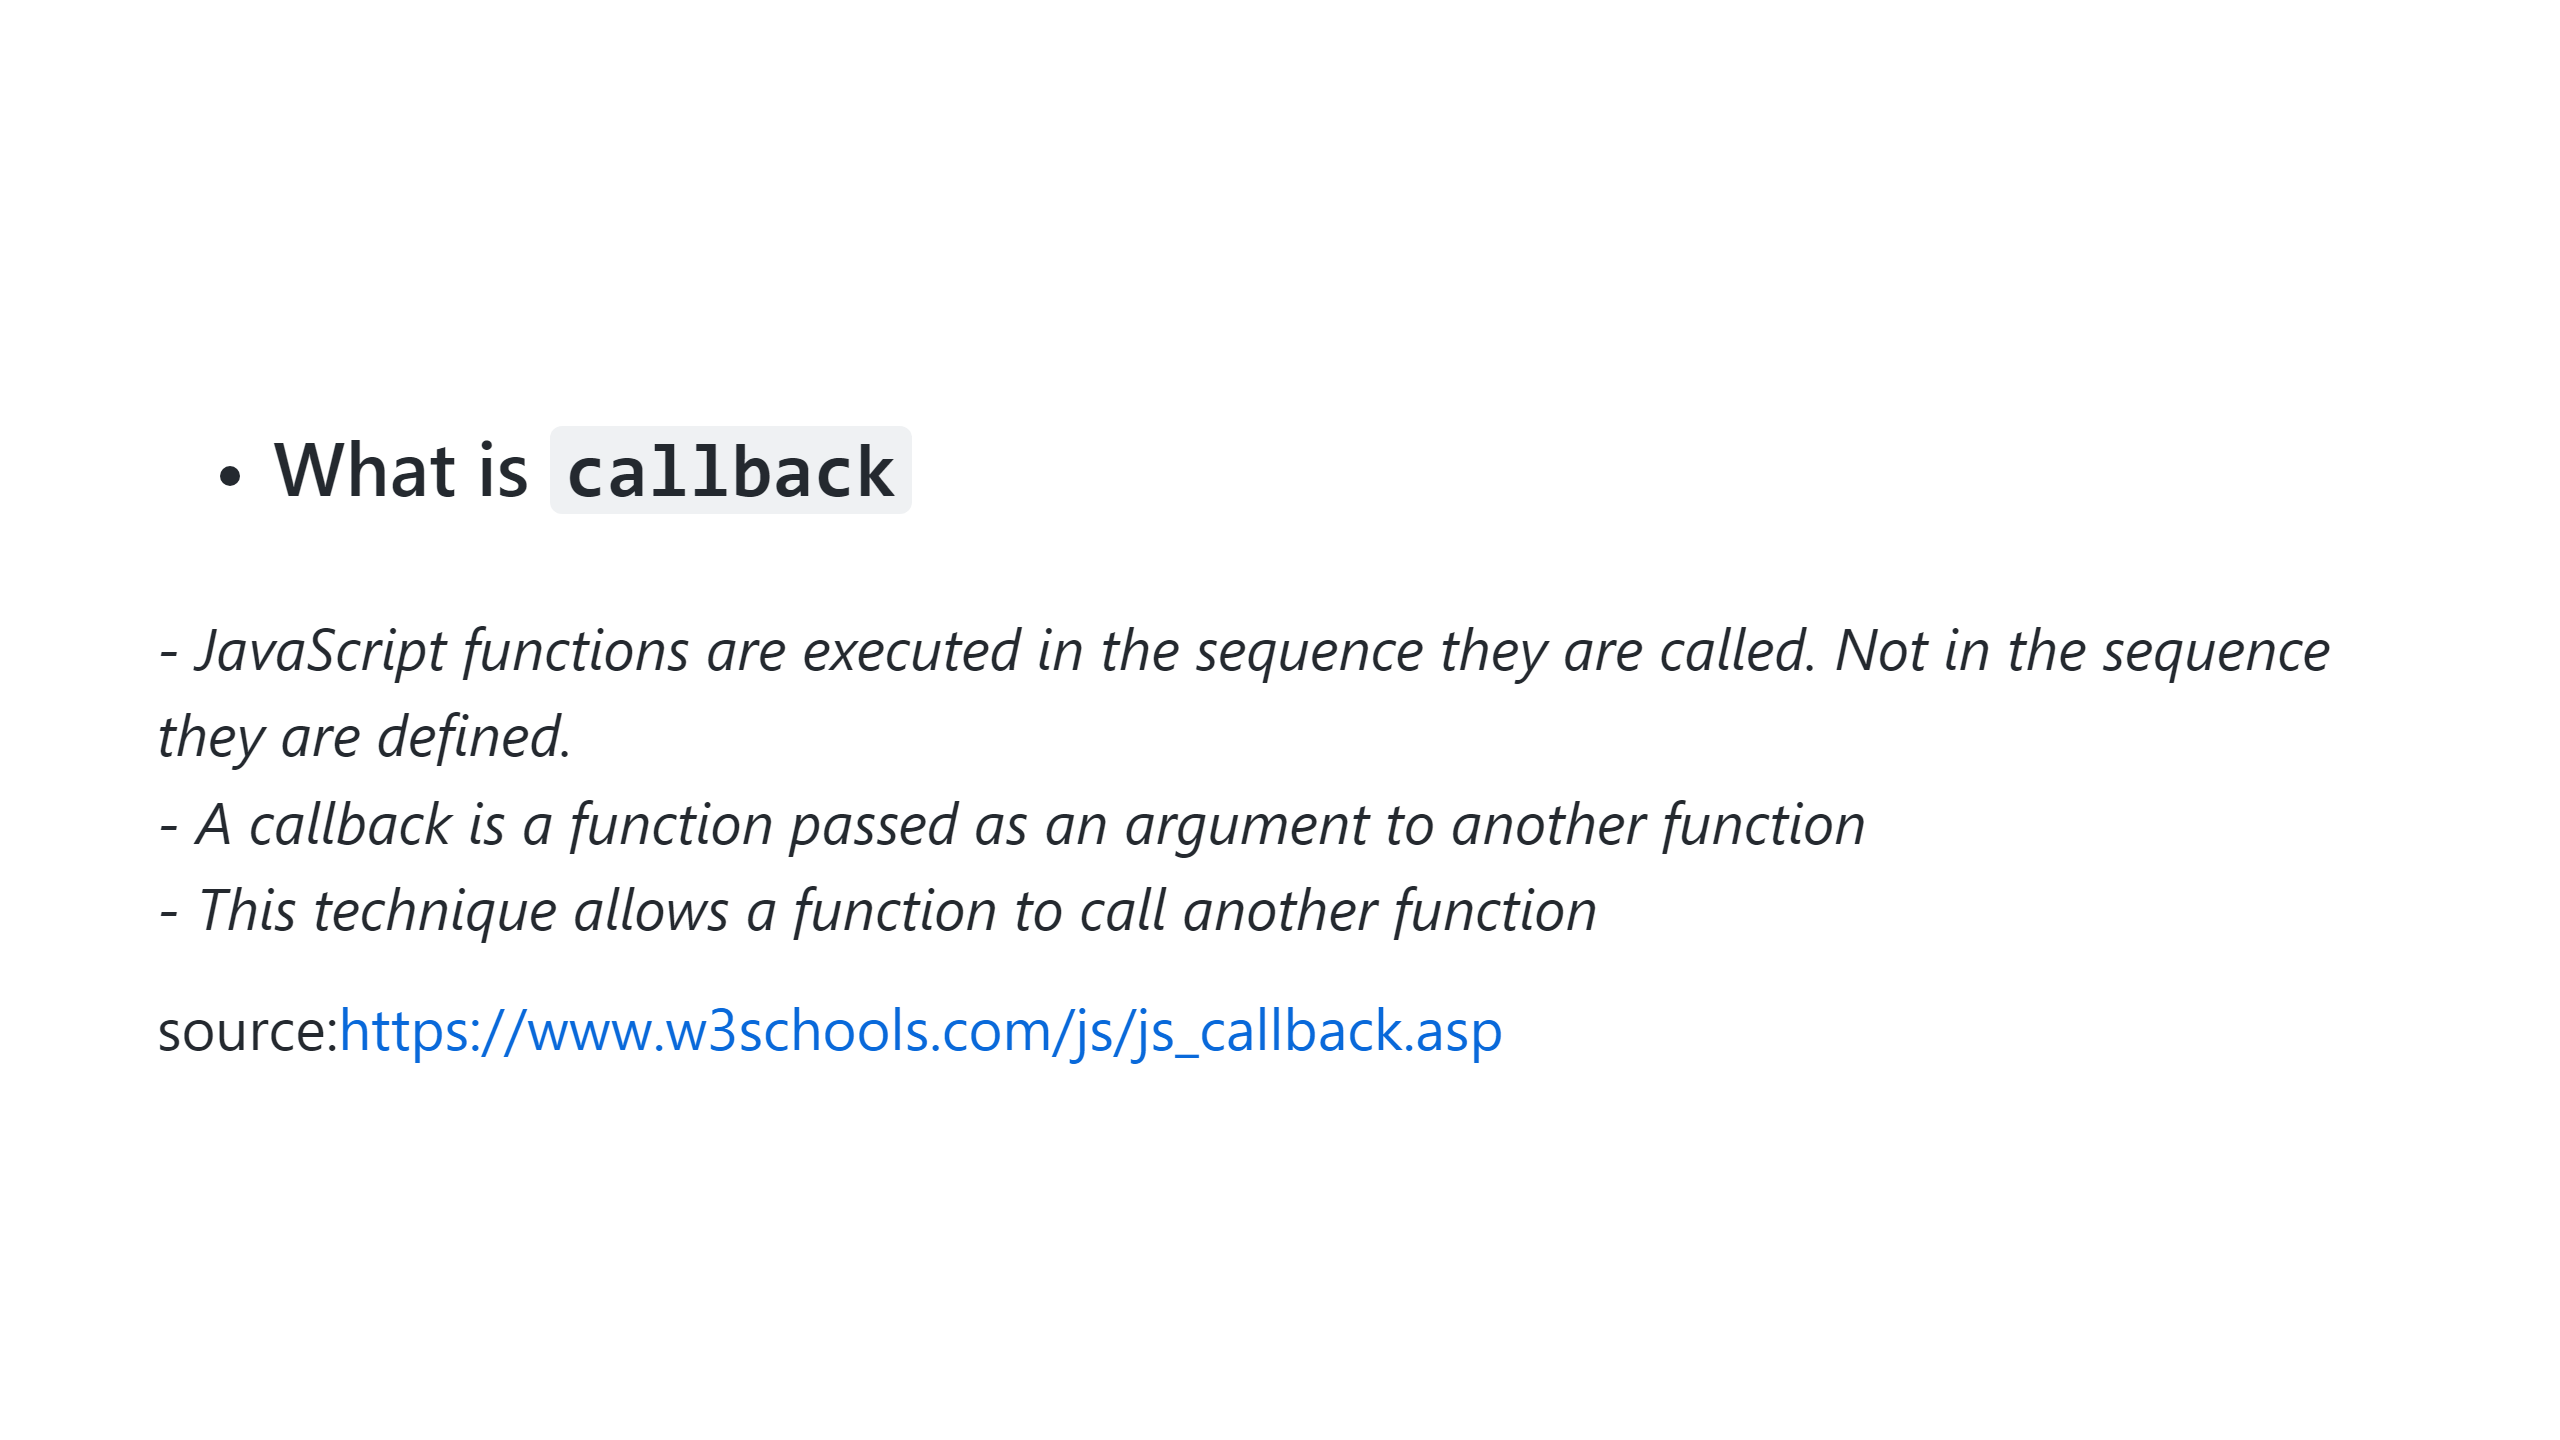 • What is callback
- JavaScript functions are executed in the sequence they are called. Not in the sequence
they are defined.
- A callback is a function passed as an argument to another function
- This technique allows a function to call another function
source:https://www.w3schools.com/js/js_callback.asp